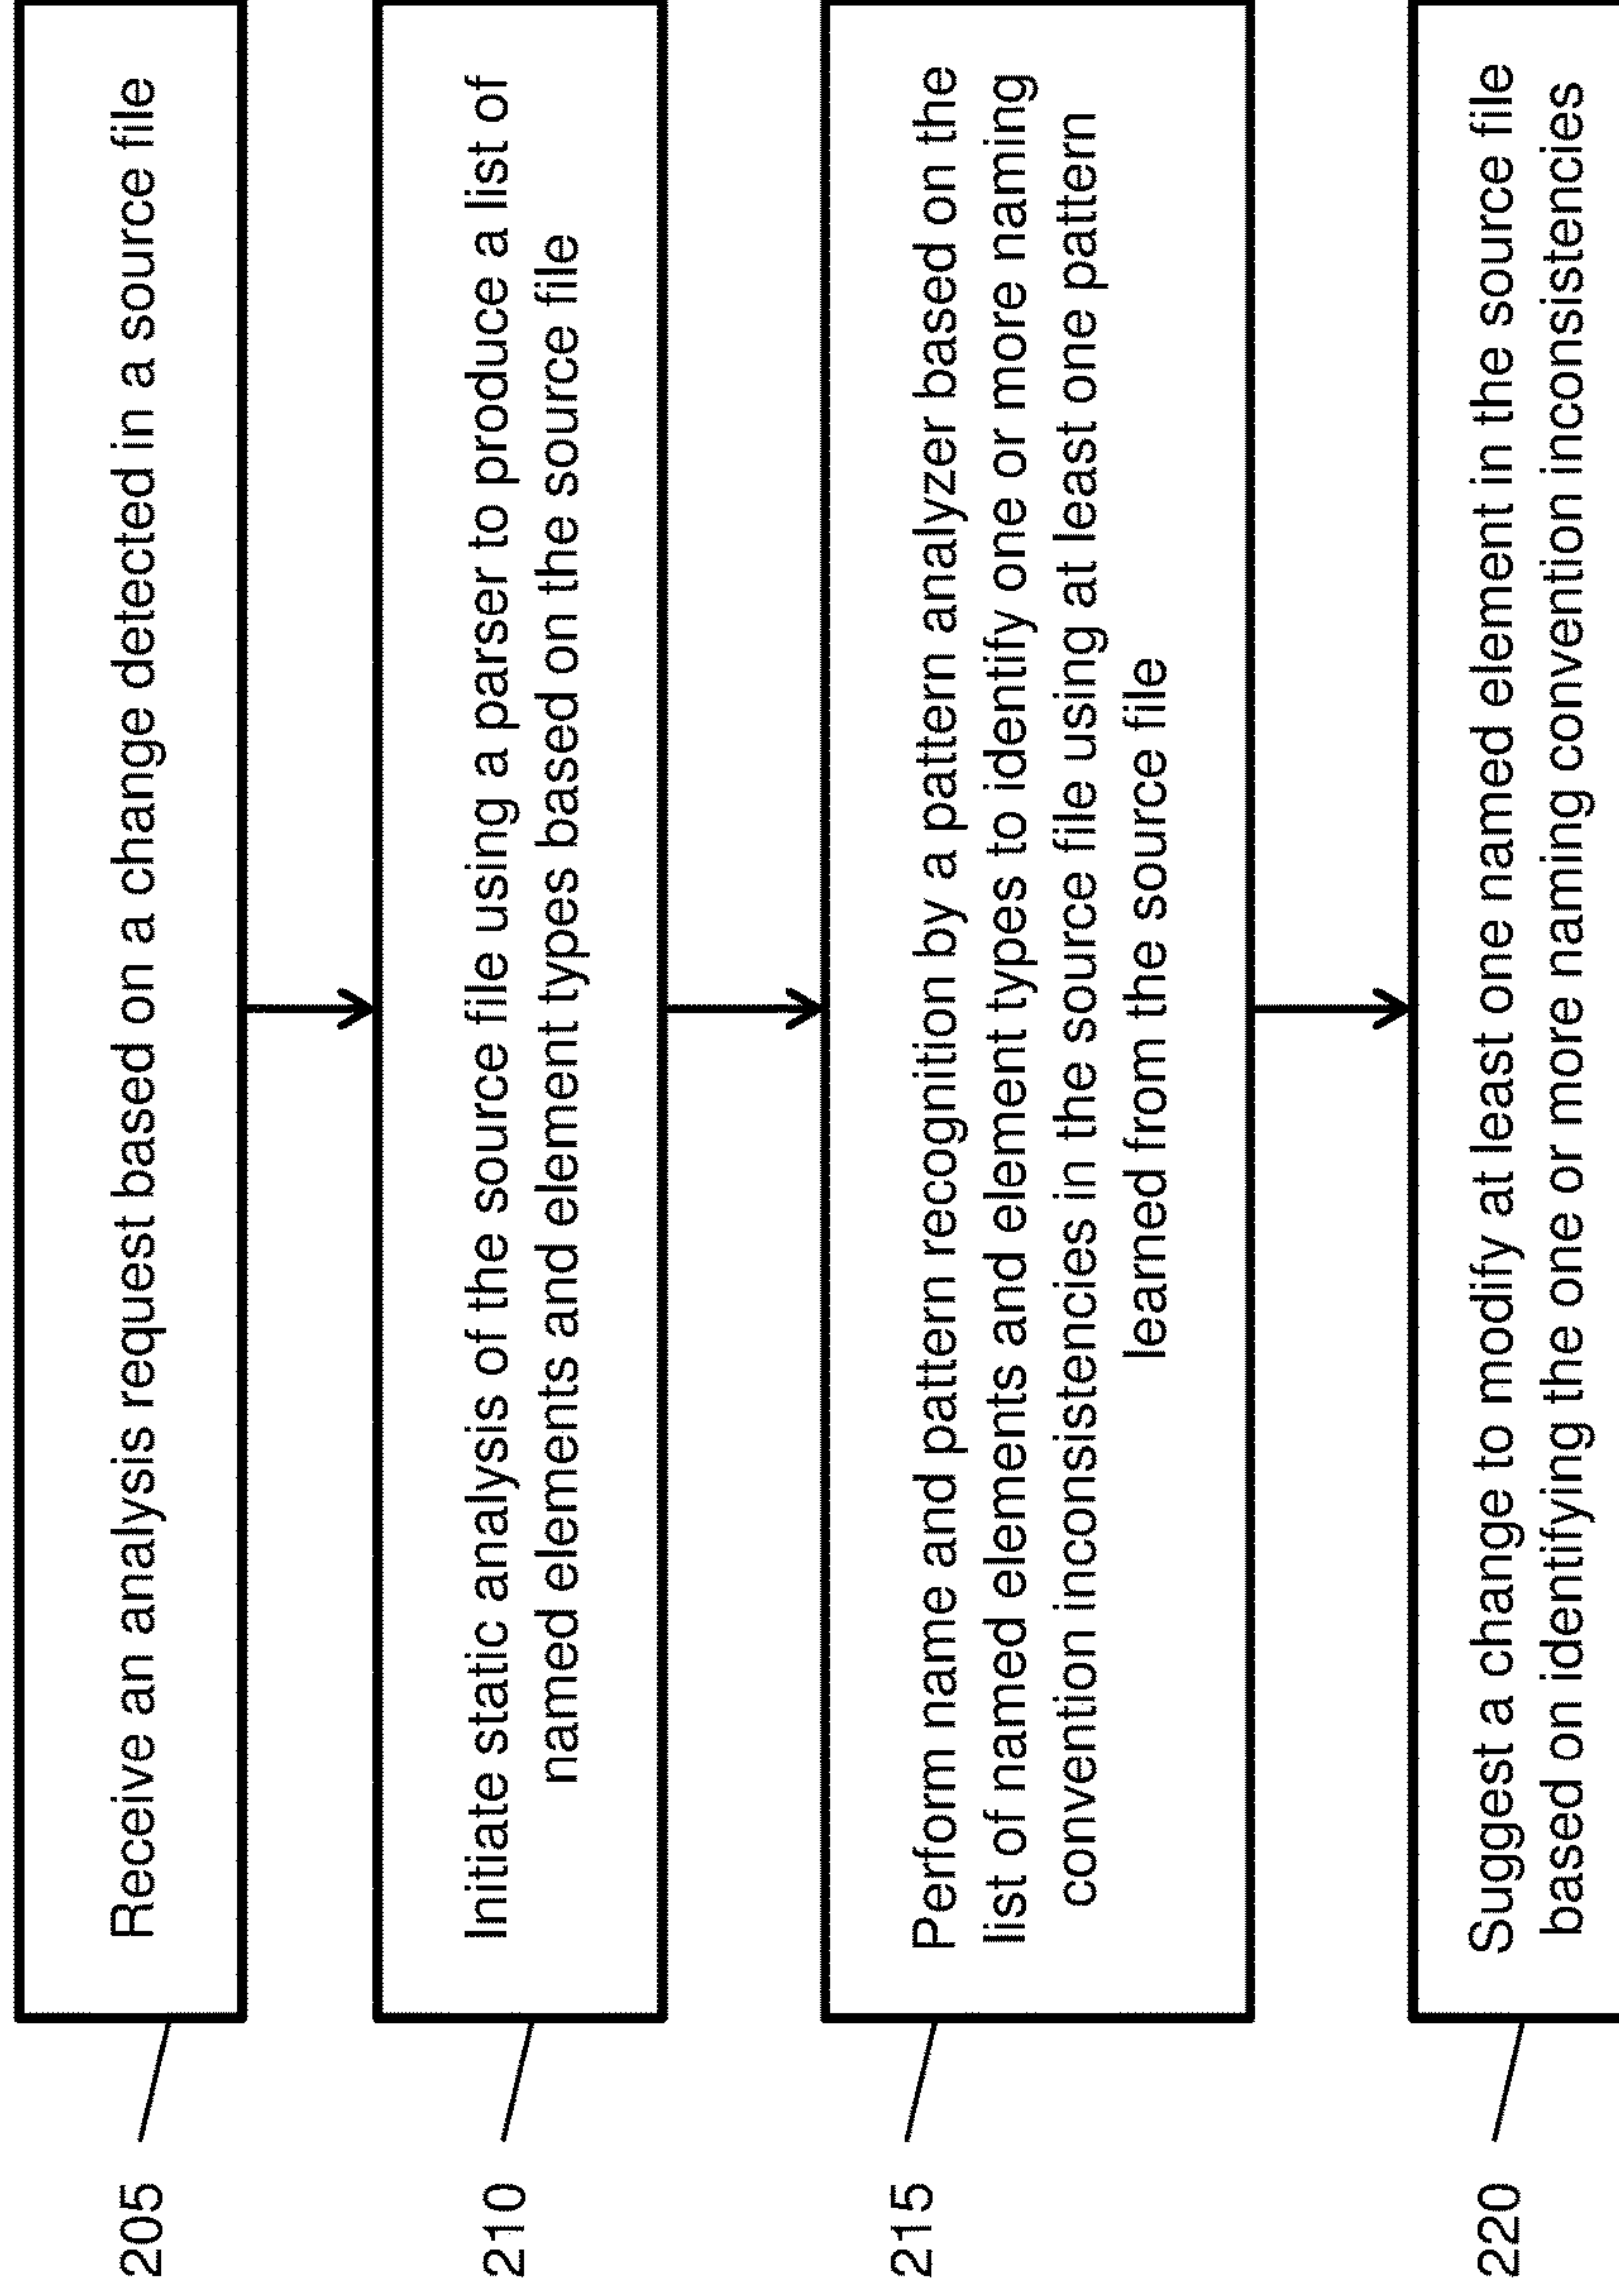 205
Receive an analysis request based on a change detected in a source file
210
Initiate static analysis of the source file using a parser to produce a list of
named elements and element types based on the source file
215
Perform name and pattern recognition by a pattern analyzer based on the
list of named elements and element types to identify one or more naming
convention inconsistencies in the source file using at least one pattern
learned from the source file
220
Suggest a change to modify at least one named element in the source file
based on identifying the one or more naming convention inconsistencies